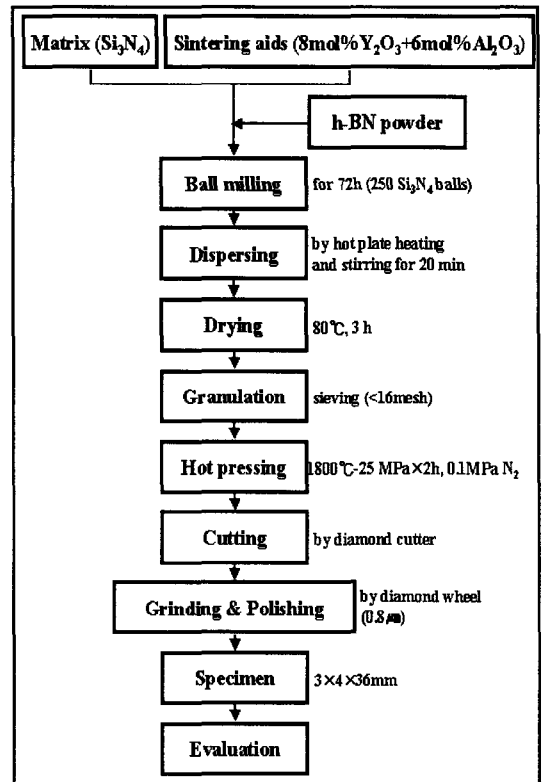 Matrix (Si₃N₄)
Sintering aids (8mol%Y₂O₃+6mol%Al₂O₃)
h-BN powder
Ball milling
for 72h (250 Si₃N₄ balls)
Dispersing
by hot plate heating
and stirring for 20 min
Drying
80℃, 3 h
Granulation
sieving (<16mesh)
Hot pressing
1800℃-25 MPa×2h, 0.1MPa N₂
Cutting
by diamond cutter
Grinding & Polishing
by diamond wheel
(0.8㎛)
Specimen
3×4×36mm
Evaluation